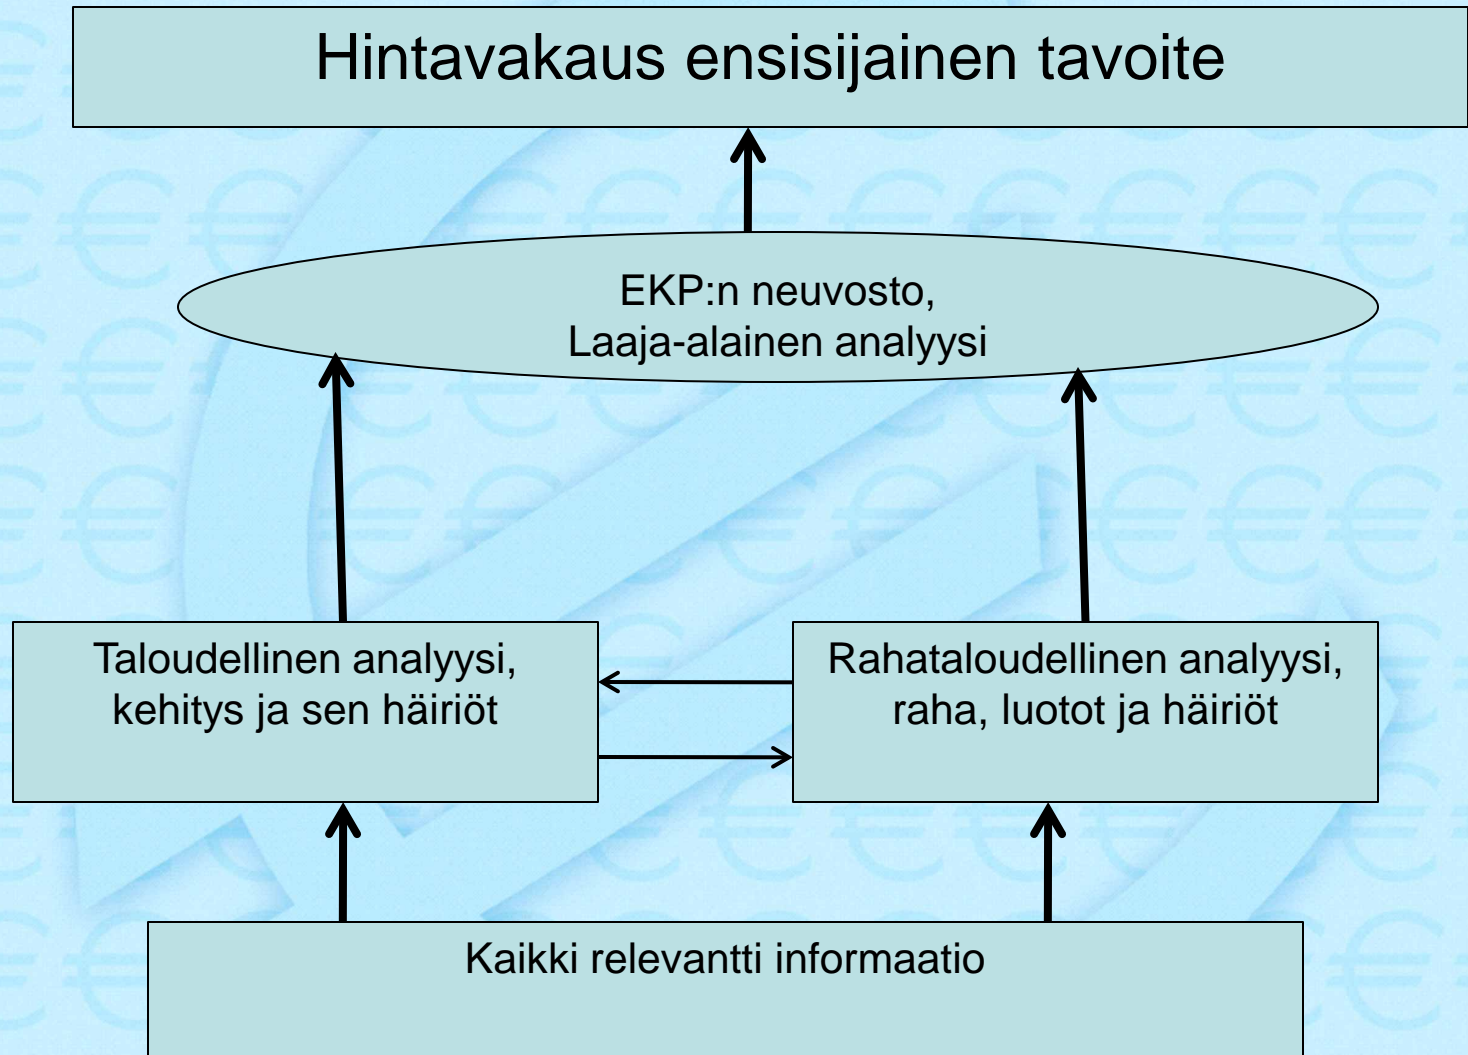 Hintavakaus ensisijainen tavoite
EKP:n neuvosto,
Laaja-alainen analyysi
Taloudellinen analyysi,
kehitys ja sen häiriöt
Rahataloudellinen analyysi,
raha, luotot ja häiriöt
Kaikki relevantti informaatio